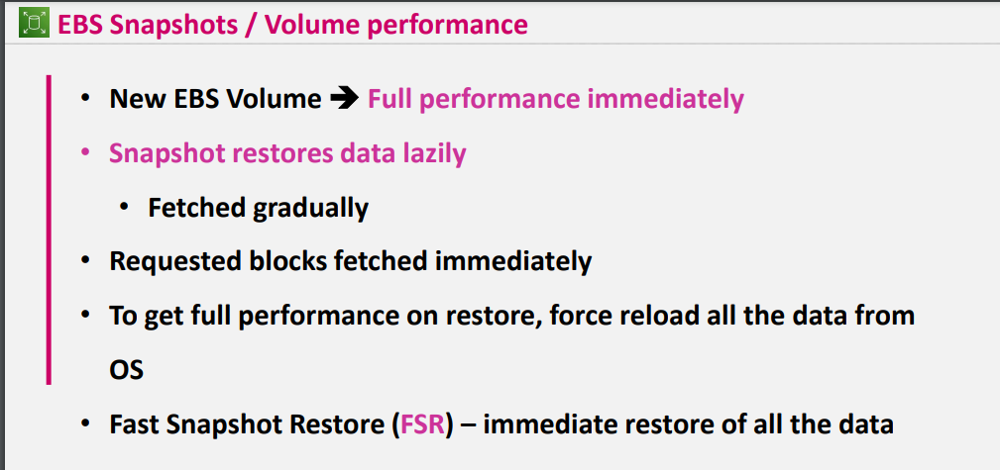 EBS Snapshots / Volume performance
• New EBS Volume ➔ Full performance immediately
• Snapshot restores data lazily
• Fetched gradually
• Requested blocks fetched immediately
• To get full performance on restore, force reload all the data from
OS
• Fast Snapshot Restore (FSR) – immediate restore of all the data